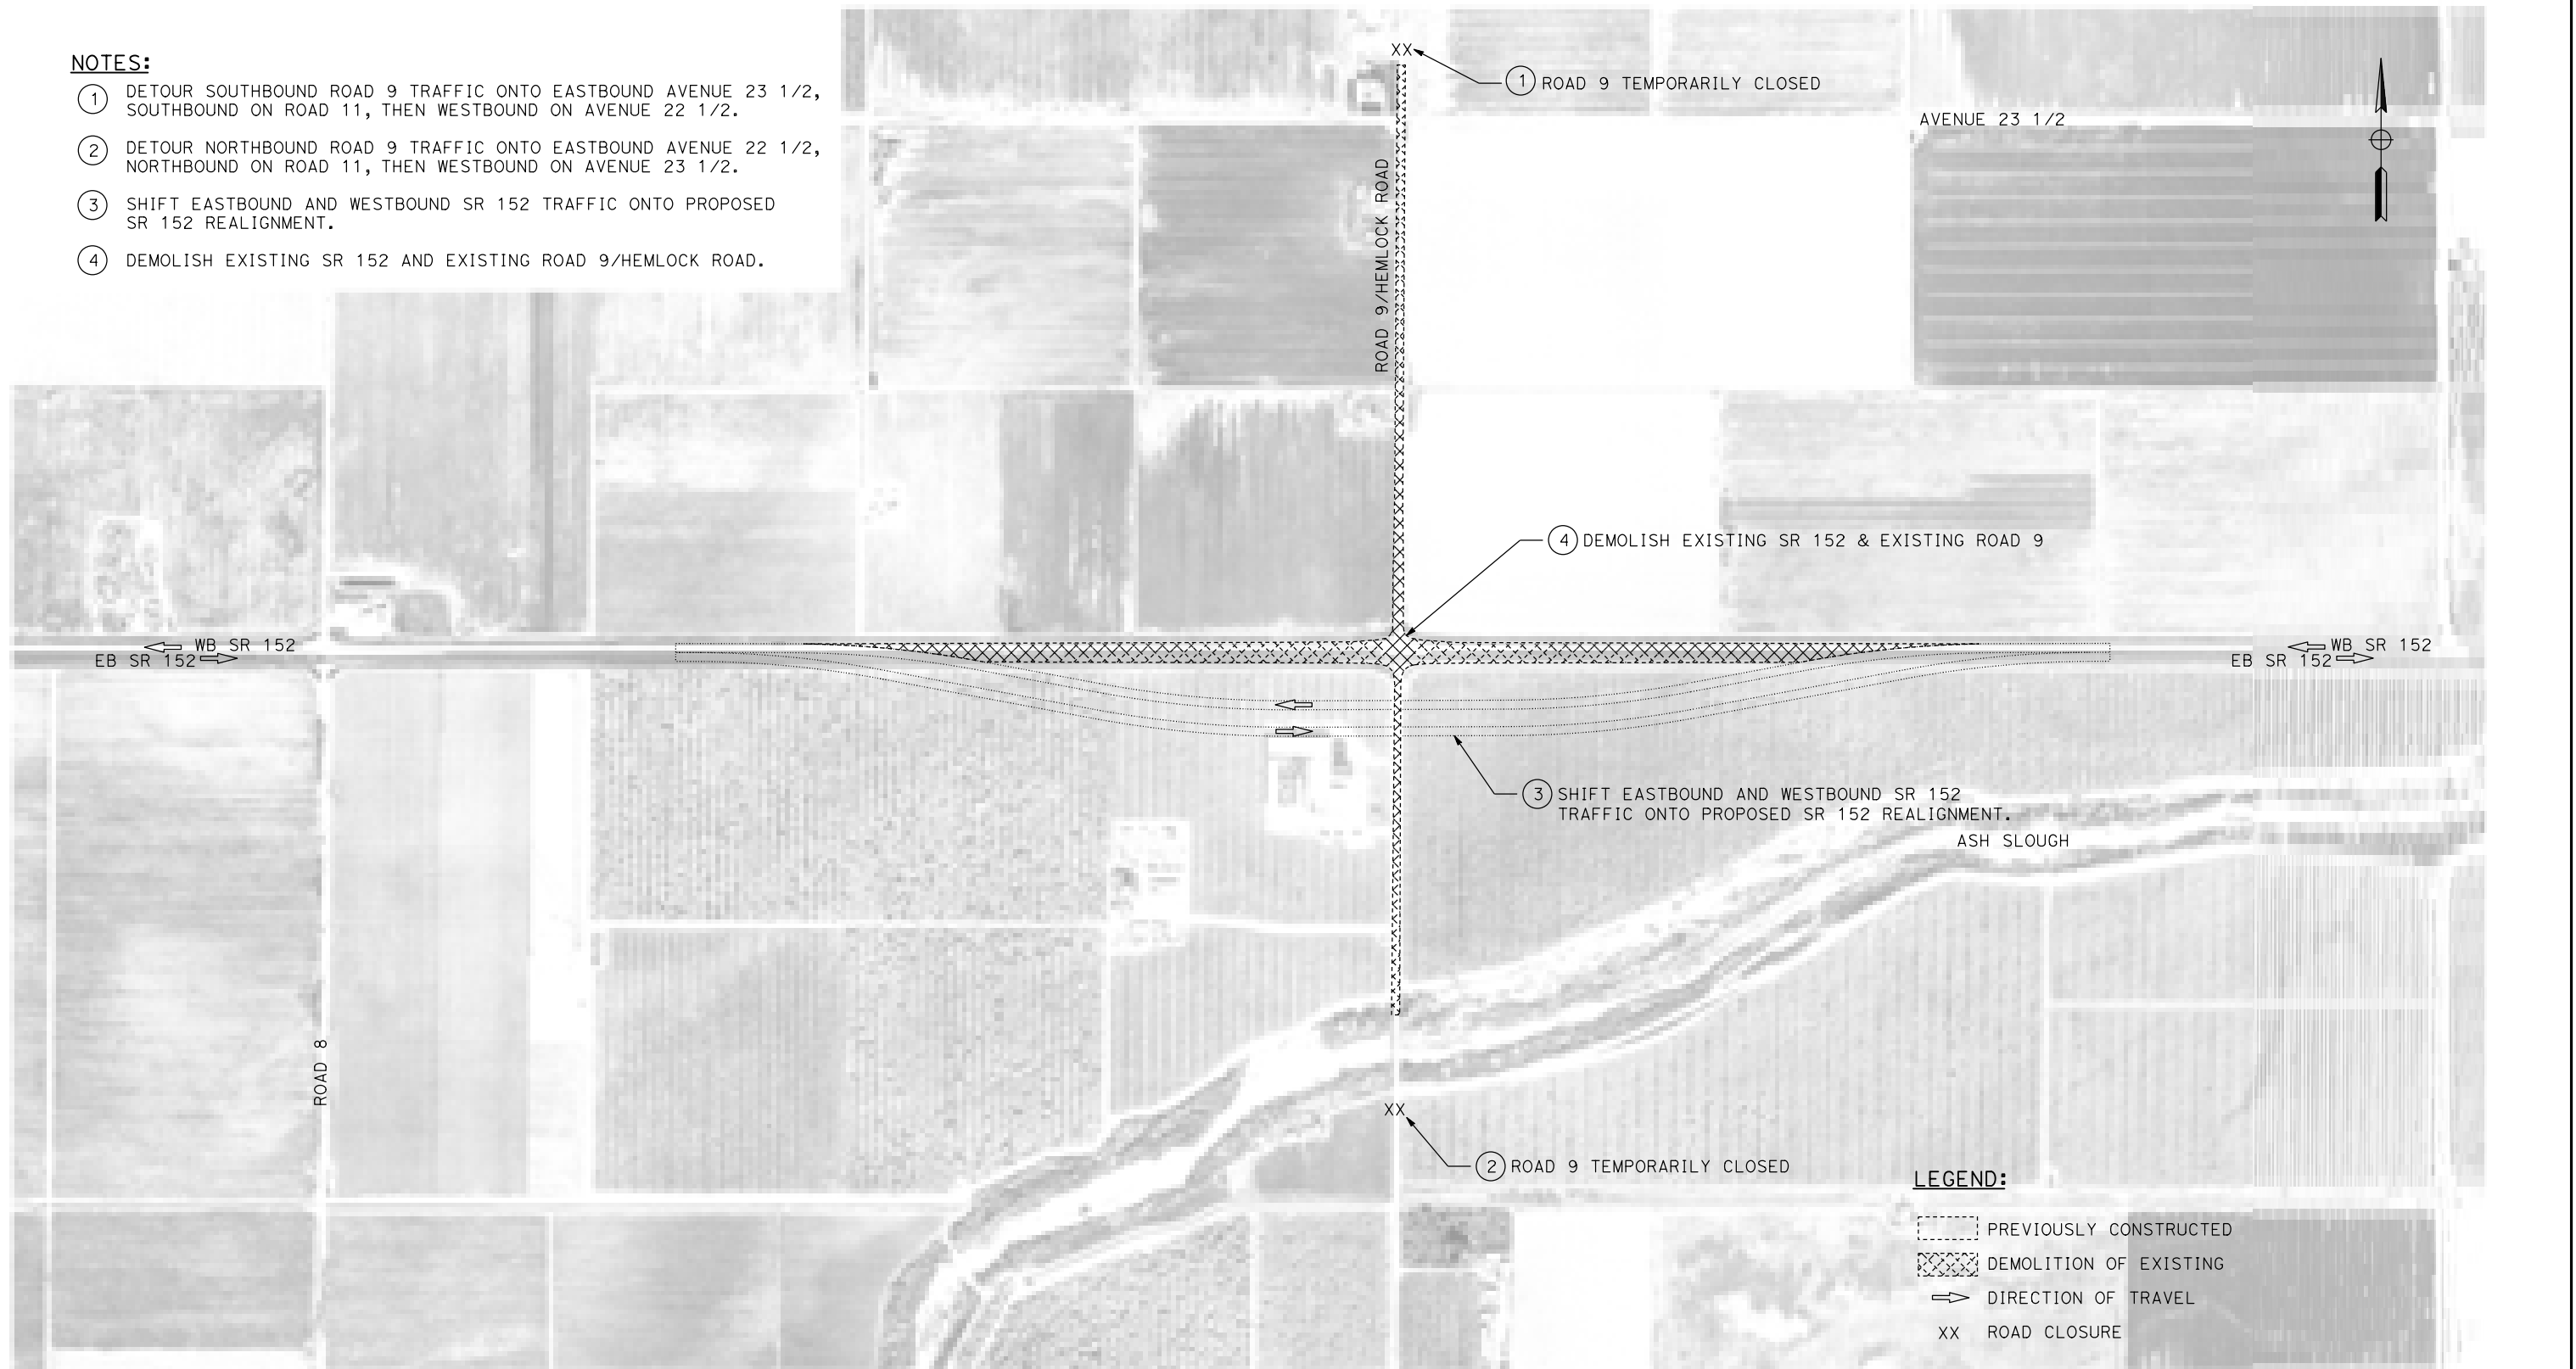 NOTES:
1 DETOUR SOUTHBOUND ROAD 9 TRAFFIC ONTO EASTBOUND AVENUE 23 1/2,
SOUTHBOUND ON ROAD 11, THEN WESTBOUND ON AVENUE 22 1/2.
2 DETOUR NORTHBOUND ROAD 9 TRAFFIC ONTO EASTBOUND AVENUE 22 1/2,
NORTHBOUND ON ROAD 11, THEN WESTBOUND ON AVENUE 23 1/2.
3 SHIFT EASTBOUND AND WESTBOUND SR 152 TRAFFIC ONTO PROPOSED
SR 152 REALIGNMENT.
4 DEMOLISH EXISTING SR 152 AND EXISTING ROAD 9/HEMLOCK ROAD.
XX
1 ROAD 9 TEMPORARILY CLOSED
AVENUE 23 1/2
ROAD 9/HEMLOCK ROAD
4 DEMOLISH EXISTING SR 152 & EXISTING ROAD 9
WB SR 152
EB SR 152
WB SR 152
EB SR 152
3 SHIFT EASTBOUND AND WESTBOUND SR 152
TRAFFIC ONTO PROPOSED SR 152 REALIGNMENT.
ASH SLOUGH
ROAD 8
XX
2 ROAD 9 TEMPORARILY CLOSED
LEGEND:
PREVIOUSLY CONSTRUCTED
DEMOLITION OF EXISTING
DIRECTION OF TRAVEL
XX ROAD CLOSURE